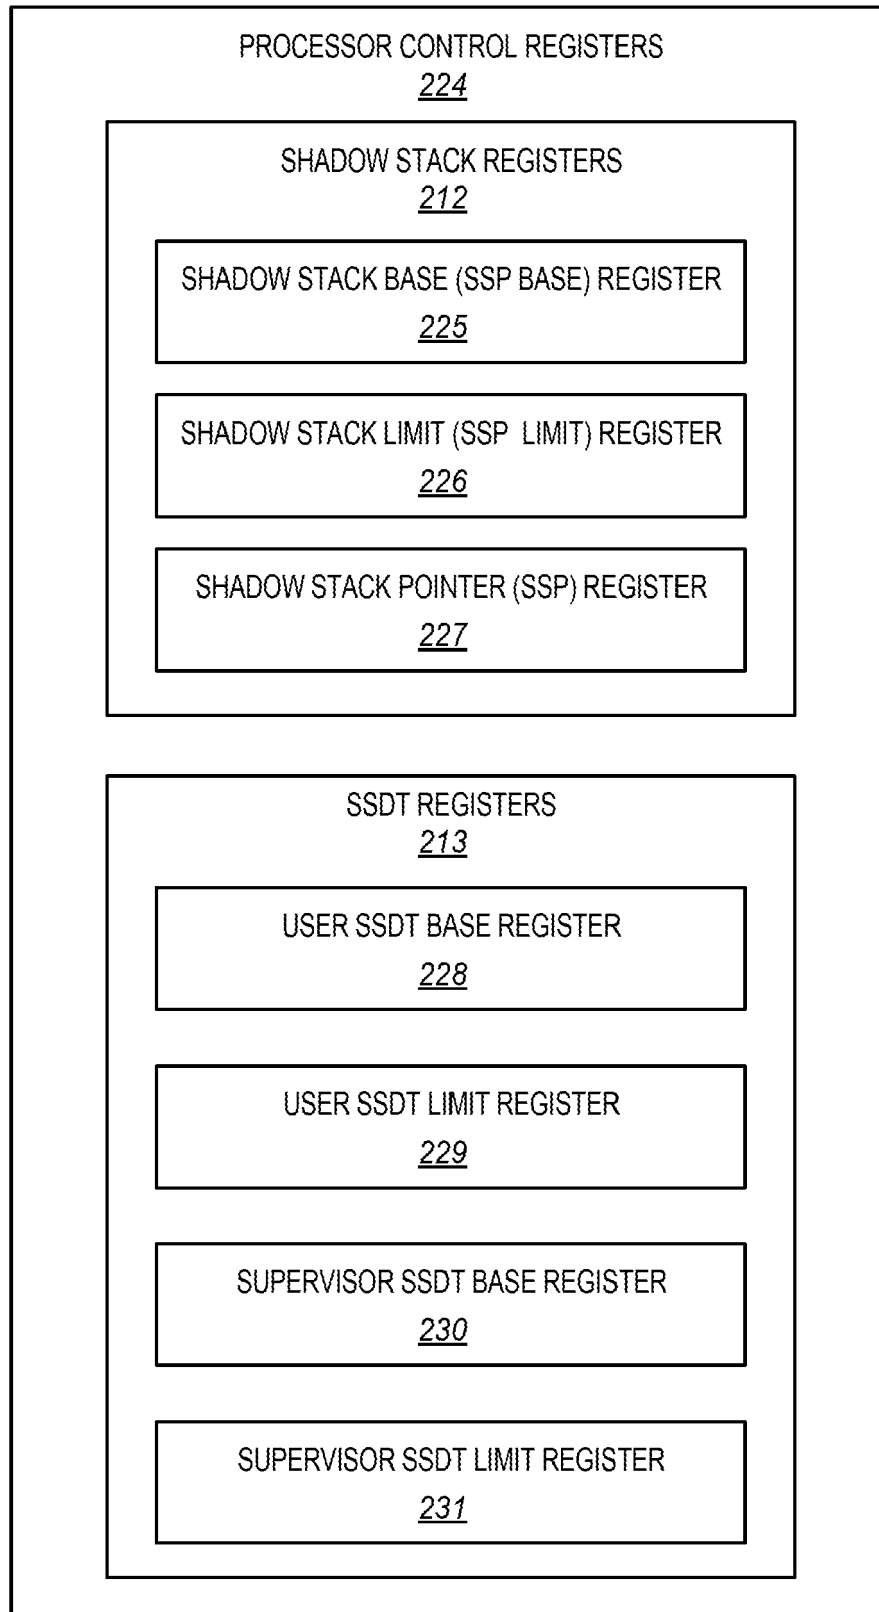 PROCESSOR CONTROL REGISTERS
224
SHADOW STACK REGISTERS
212
SHADOW STACK BASE (SSP BASE) REGISTER
225
SHADOW STACK LIMIT (SSP LIMIT) REGISTER
226
SHADOW STACK POINTER (SSP) REGISTER
227
SSDT REGISTERS
213
USER SSDT BASE REGISTER
228
USER SSDT LIMIT REGISTER
229
SUPERVISOR SSDT BASE REGISTER
230
SUPERVISOR SSDT LIMIT REGISTER
231